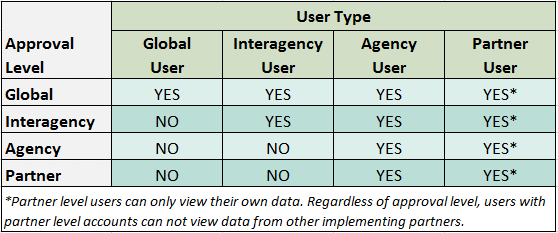 User Type
Approval Level
Global User
Interagency User
Agency User
Partner User
Global YES YES YES YES*
Interagency NO YES YES YES*
Agency NO NO YES YES*
Partner NO NO YES YES*
*Partner level users can only view their own data. Regardless of approval level, users with
partner level accounts can not view data from other implementing partners.